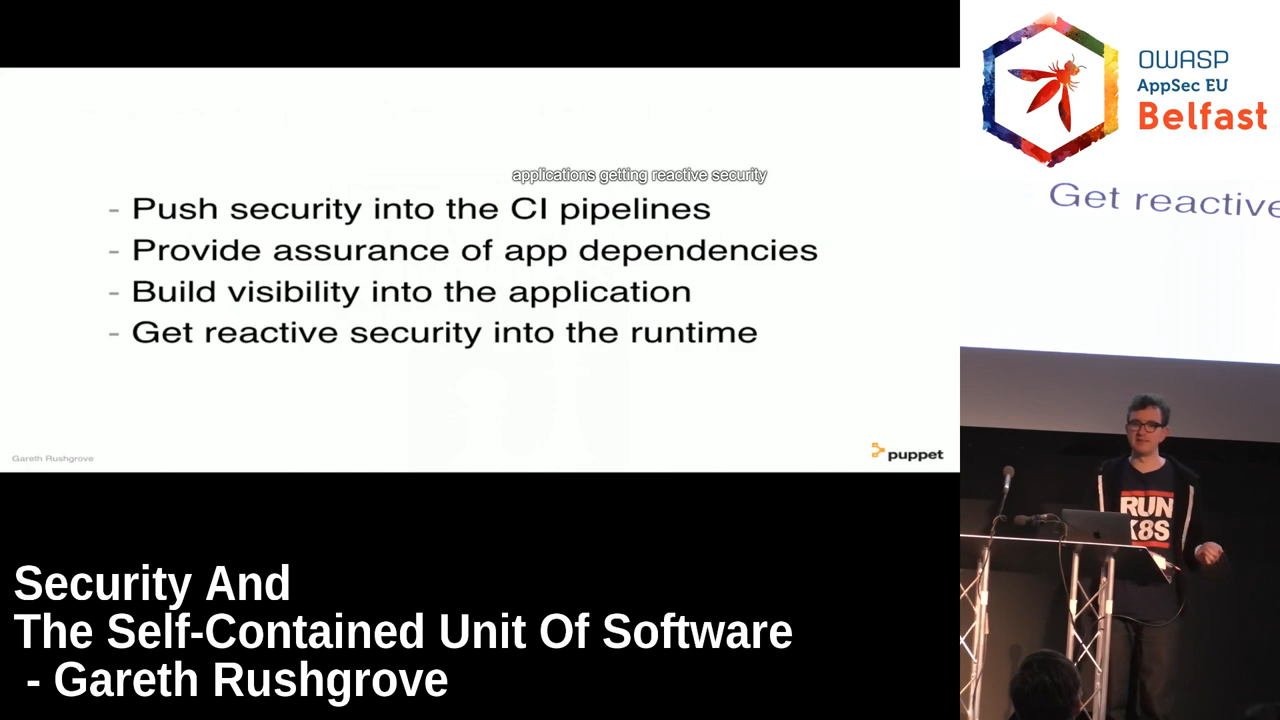 applications getting reactive security
- Push security into the CI pipelines
- Provide assurance of app dependencies
- Build visibility into the application
- Get reactive security into the runtime
Gareth Rushgrove
puppet
OWASP
AppSec EU
Belfast
Get reactive
RUN
K8S
Security And
The Self-Contained Unit Of Software
- Gareth Rushgrove